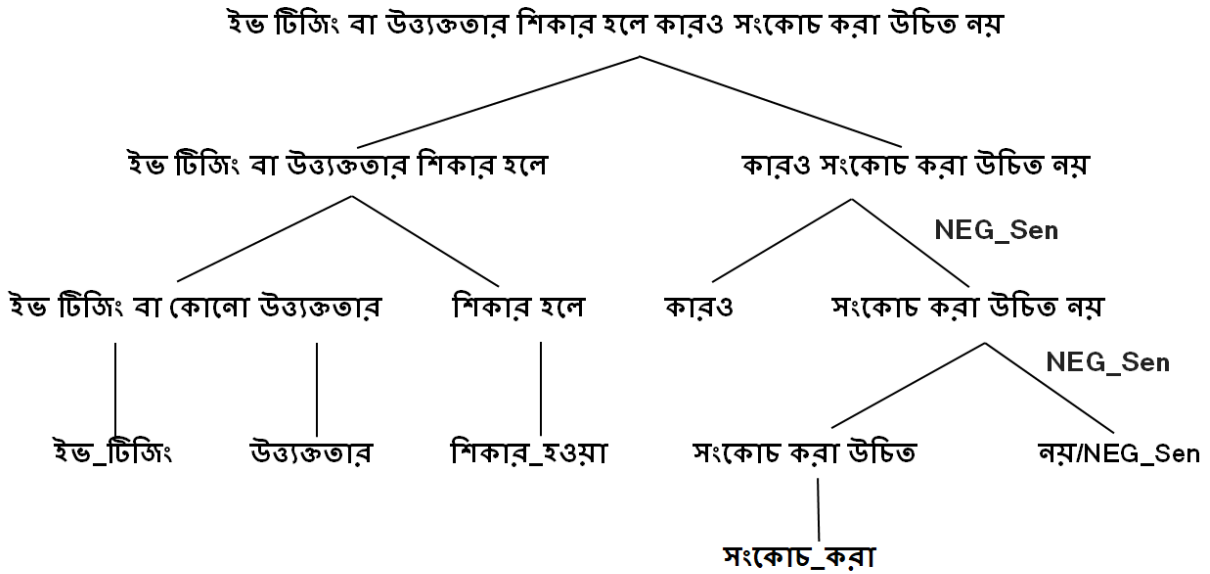 ইভ টিজিং বা উত্ত্যক্ততার শিকার হলে কারও সংকোচ করা উচিত নয়
ইভ টিজিং বা উত্ত্যক্ততার শিকার হলে
কারও সংকোচ করা উচিত নয়
NEG_Sen
ইভ টিজিং বা কোনো উত্ত্যক্ততার
শিকার হলে
কারও
সংকোচ করা উচিত নয়
NEG_Sen
ইভ_টিজিং
উত্ত্যক্ততার
শিকার_হওয়া
সংকোচ করা উচিত
নয়/NEG_Sen
সংকোচ_করা